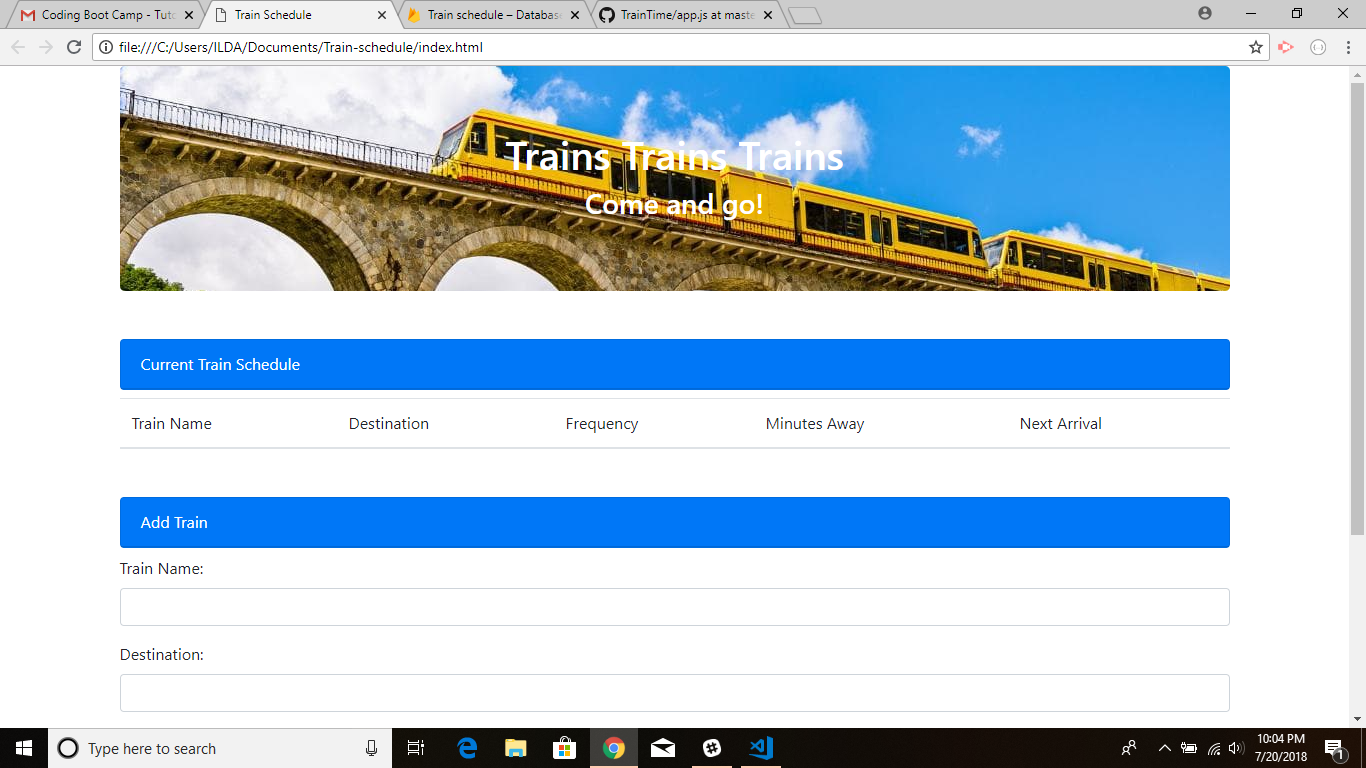 Coding Boot Camp - Tuto
Train Schedule
Train schedule – Database
TrainTime/app.js at maste
file:///C:/Users/ILDA/Documents/Train-schedule/index.html
Trains Trains Trains
Come and go!
Current Train Schedule
Train Name Destination Frequency Minutes Away Next Arrival
Add Train
Train Name:
Destination:
Type here to search
10:04 PM
7/20/2018
1